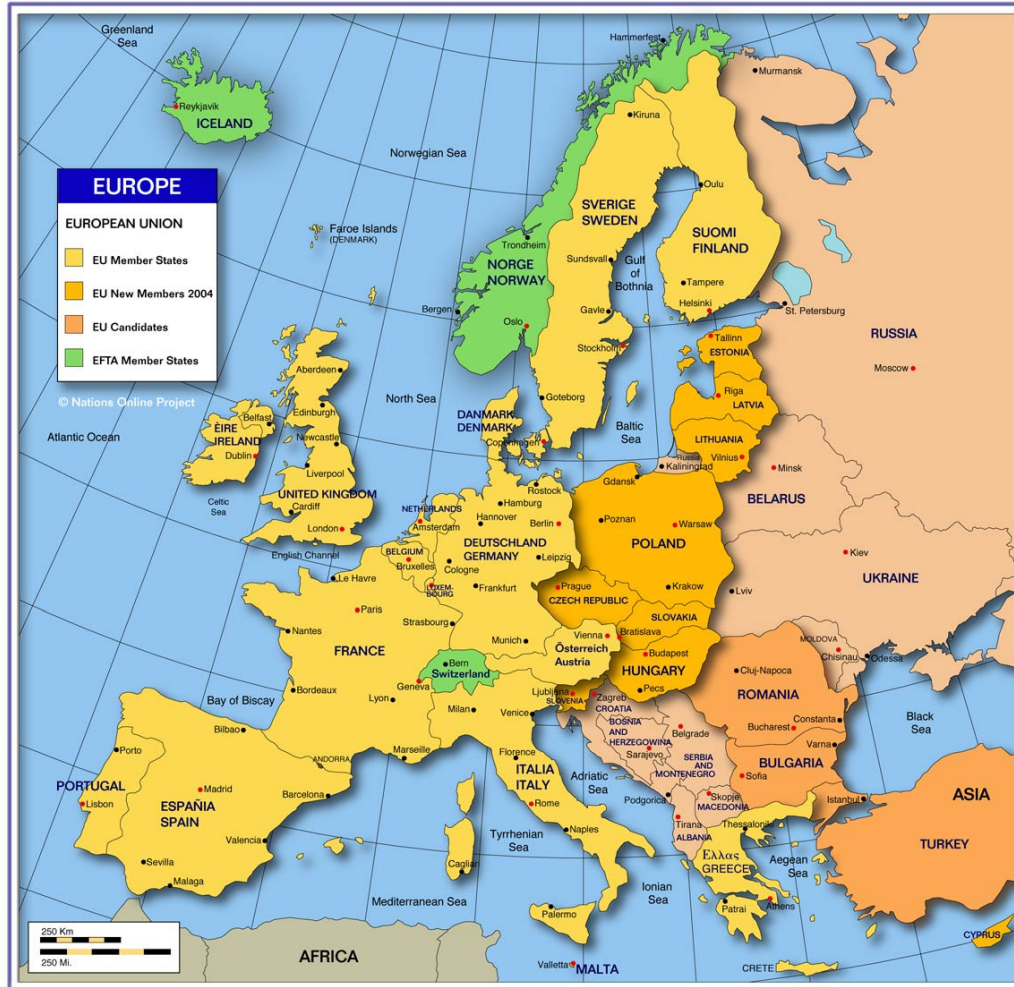 Greenland
Sea
Hammerfest
Murmansk
Reykjavik
ICELAND
Kiruna
Norwegian Sea
EUROPE
EUROPEAN UNION
EU Member States
EU New Members 2004
EU Candidates
EFTA Member States
© Nations Online Project
Oulu
SVERIGE
SWEDEN
SUOMI
FINLAND
Faroe Islands
(DENMARK)
Trondheim
NORGE
NORWAY
Sundsvall
Gulf
of
Bothnia
Tampere
Bergen
Oslo
Gavle
Helsinki
St. Petersburg
RUSSIA
Tallinn
ESTONIA
Stockholm
Moscow
Aberdeen
Riga
LATVIA
North Sea
Goteborg
Edinburgh
Atlantic Ocean
Belfast
ÈIRE
IRELAND
Dublin
Newcastle
DANMARK
DENMARK
Copenhagen
Baltic
Sea
LITHUANIA
Vilnius
Russia
Kaliningrad
Minsk
Liverpool
Gdansk
BELARUS
Celtic
Sea
UNITED KINGDOM
Cardiff
London
NETHERLANDS
Amsterdam
Rostock
Hamburg
Hannover
Berlin
Poznan
Warsaw
POLAND
English Channel
BELGIUM
Bruxelles
DEUTSCHLAND
GERMANY
Leipzig
Cologne
Kiev
UKRAINE
Le Havre
LUXEM-
BOURG
Frankfurt
Prague
CZECH REPUBLIC
Krakow
Lviv
Paris
Strasbourg
SLOVAKIA
Nantes
Munich
Vienna
Bratislava
Österreich
Austria
Budapest
HUNGARY
MOLDOVA
Chisinau
Odessa
FRANCE
Bern
Switzerland
Geneva
Cluj-Napoca
Bay of Biscay
Bordeaux
Lyon
Milan
Venice
Ljubljana
SLOVENIA
Zagreb
CROATIA
Pecs
ROMANIA
Bucharest
Constanta
Black
Sea
Bilbao
Marseille
Florence
BOSNIA
AND
HERZEGOWINA
Sarajevo
Belgrade
SERBIA
AND
MONTENEGRO
Varna
BULGARIA
Sofia
Porto
ANDORRA
ITALIA
ITALY
Adriatic
Sea
PORTUGAL
Lisbon
Madrid
ESPAÑIA
SPAIN
Barcelona
Rome
Podgorica
Skopje
MACEDONIA
Istanbul
ASIA
Tirana
ALBANIA
Thessaloniki
Valencia
Tyrrhenian
Sea
Naples
TURKEY
Sevilla
Malaga
Cagliari
Ελλας
GREECE
Aegean
Sea
Mediterranean Sea
Ionian
Sea
Palermo
Patrai
Athens
CYPRUS
250 Km
250 Mi.
AFRICA
Valletta
MALTA
CRETE